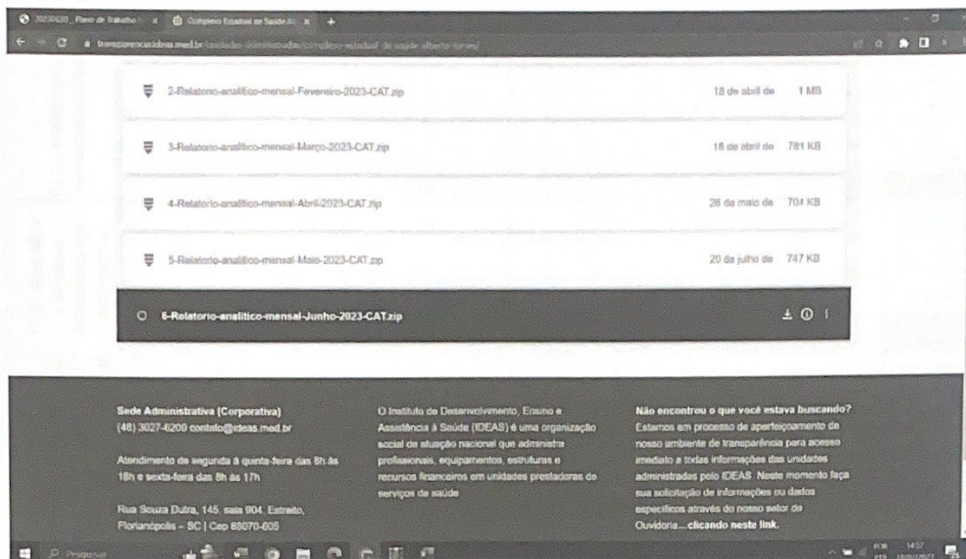 Complexo Estadual de Saúde
2-Relatorio-analitico-mensal-Fevereiro-2023-CAT.zip 18 de abril de 1 MB
3-Relatorio-analitico-mensal-Março-2023-CAT.zip 18 de abril de 781 KB
4-Relatorio-analitico-mensal-Abril-2023-CAT.zip 26 de maio de 704 KB
5-Relatorio-analitico-mensal-Maio-2023-CAT.zip 20 de julho de 747 KB
6-Relatorio-analitico-mensal-Junho-2023-CAT.zip
Sede Administrativa (Corporativa)
(48) 3027-6200 contato@ideas.med.br
Atendimento de segunda à quinta-feira das 8h às
18h e sexta-feira das 8h às 17h
Rua Souza Dutra, 145, sala 904. Estreito,
Florianópolis – SC | Cep 88070-605
O Instituto de Desenvolvimento, Ensino e
Assistência à Saúde (IDEAS) é uma organização
social de atuação nacional que administra
profissionais, equipamentos, estruturas e
recursos financeiros em unidades prestadoras de
serviços de saúde
Não encontrou o que você estava buscando?
Estamos em processo de aperfeiçoamento de
nosso ambiente de transparência para acesso
imediato a todas informações das unidades
administradas pelo IDEAS. Neste momento faça
sua solicitação de informações ou dados
específicos através do nosso setor de
Ouvidoria... clicando neste link.
Pesquisar
POR 14:57